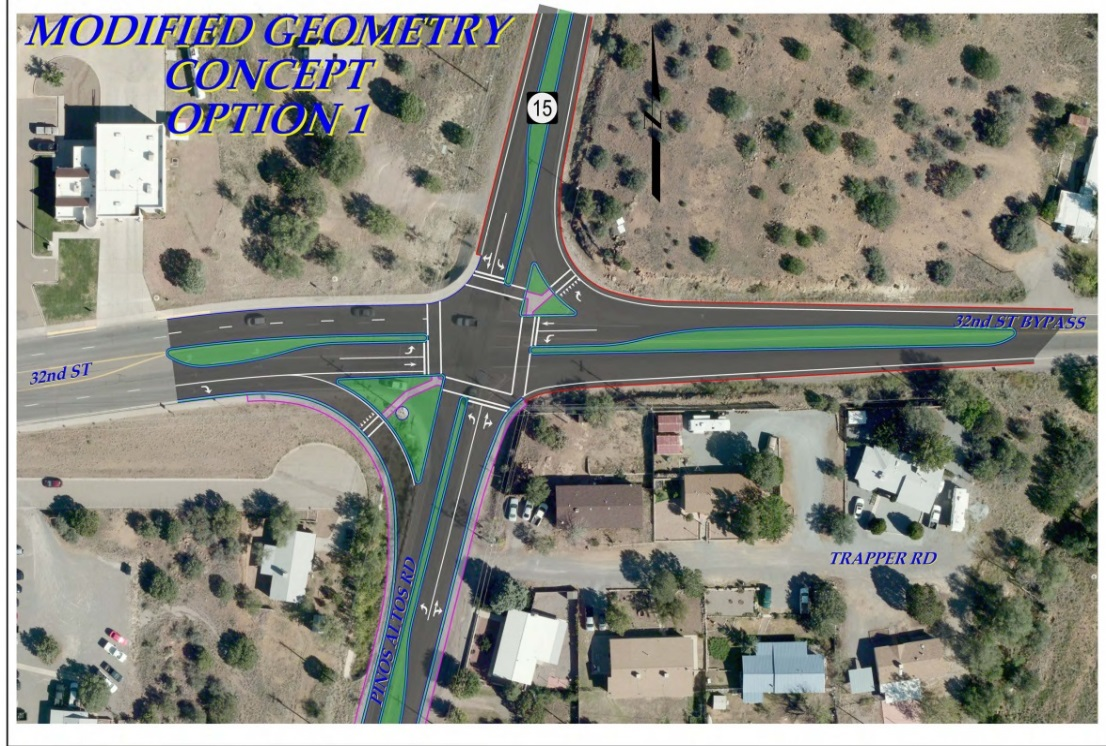 MODIFIED GEOMETRY
CONCEPT
OPTION 1
15
32nd ST BYPASS
32nd ST
TRAPPER RD
PINOS ALTOS RD